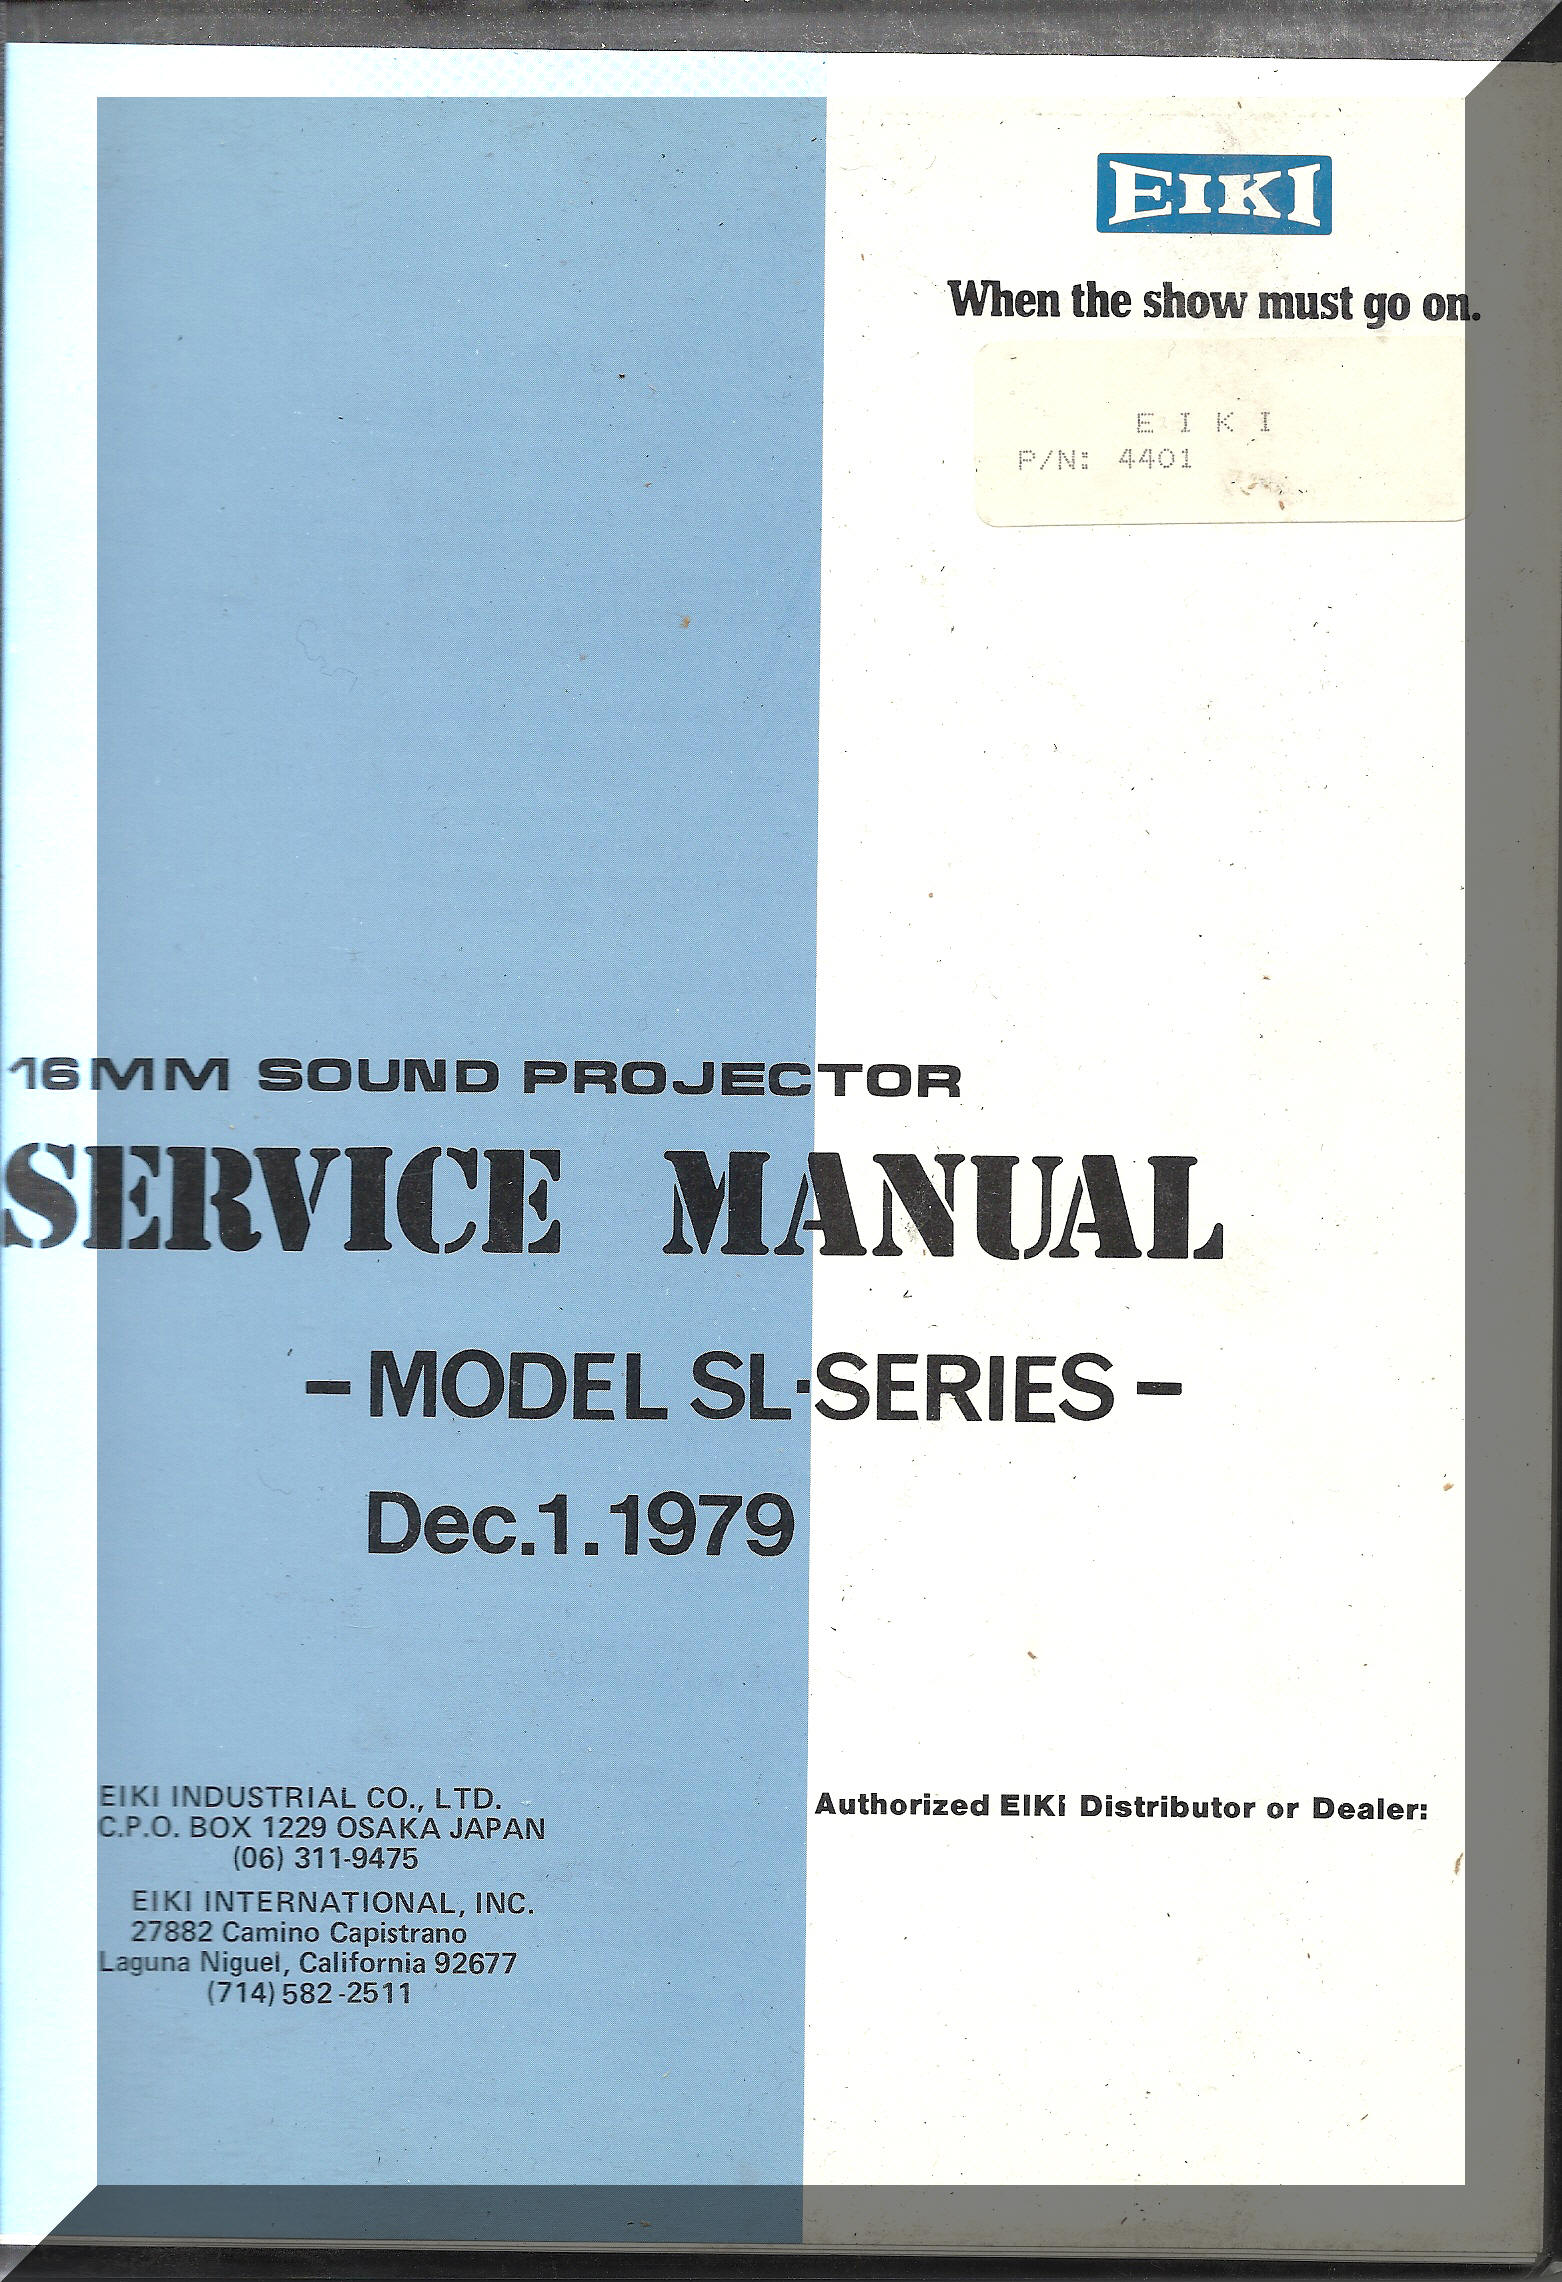 EIKI
When the show must go on.
E I K I
P/N: 4401
16MM SOUND PROJECTOR
SERVICE MANUAL
- MODEL SL-SERIES -
Dec.1.1979
EIKI INDUSTRIAL CO., LTD.
C.P.O. BOX 1229 OSAKA JAPAN
(06) 311-9475
EIKI INTERNATIONAL, INC.
27882 Camino Capistrano
Laguna Niguel, California 92677
(714) 582-2511
Authorized EIKI Distributor or Dealer: